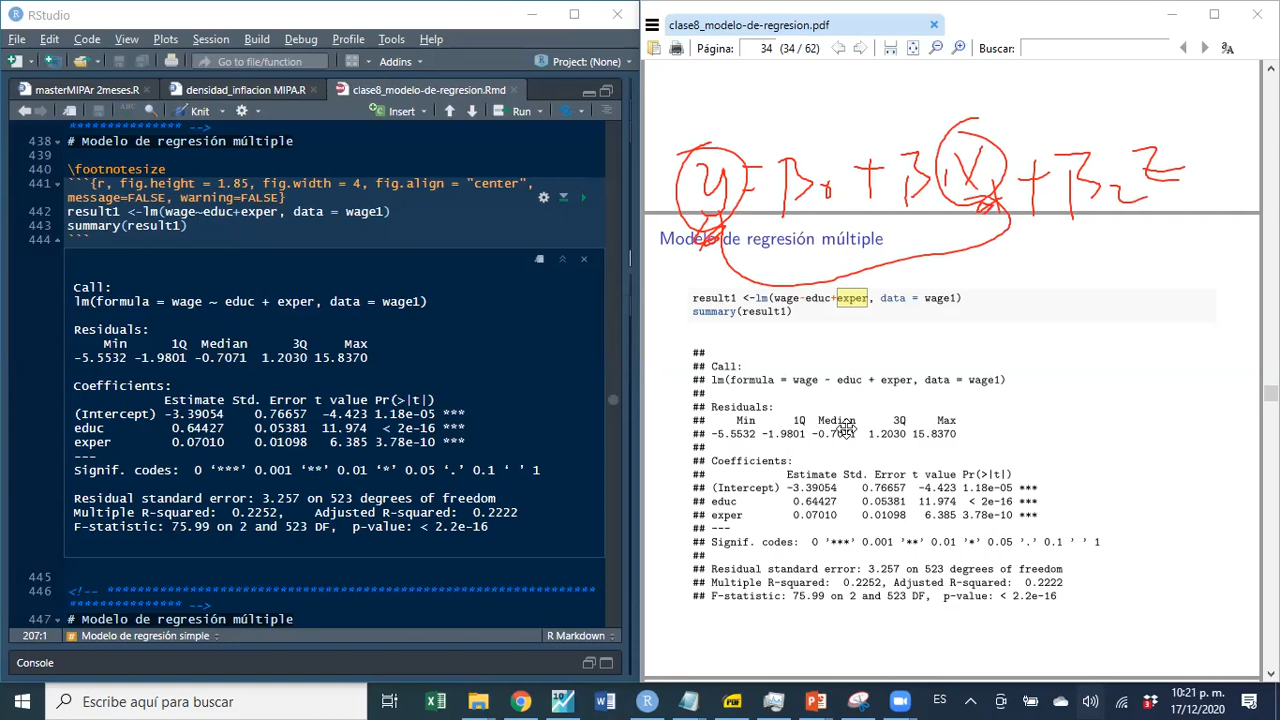 RStudio
File Edit Code View Plots Session Build Debug Profile Tools Help
Go to file/function Addins Project: (None)
masterMIPAr 2meses.R densidad_inflacion MIPA.R clase8_modelo-de-regresion.Rmd
ABC Knit Insert Run
*************** -->
438 # Modelo de regresión múltiple
439
440 \footnotesize
441 ```{r, fig.height = 1.85, fig.width = 4, fig.align = "center",
message=FALSE, warning=FALSE}
442 result1 <-lm(wage~educ+exper, data = wage1)
443 summary(result1)
444 ```
Call:
lm(formula = wage ~ educ + exper, data = wage1)
Residuals:
Min 1Q Median 3Q Max
-5.5532 -1.9801 -0.7071 1.2030 15.8370
Coefficients:
Estimate Std. Error t value Pr(>|t|)
(Intercept) -3.39054 0.76657 -4.423 1.18e-05 ***
educ 0.64427 0.05381 11.974 < 2e-16 ***
exper 0.07010 0.01098 6.385 3.78e-10 ***
---
Signif. codes: 0 ‘***’ 0.001 ‘**’ 0.01 ‘*’ 0.05 ‘.’ 0.1 ‘ ’ 1
Residual standard error: 3.257 on 523 degrees of freedom
Multiple R-squared: 0.2252, Adjusted R-squared: 0.2222
F-statistic: 75.99 on 2 and 523 DF, p-value: < 2.2e-16
445
446 <!-- ****************************************************************
*************** -->
447 # Modelo de regresión múltiple
207:1 # Modelo de regresión simple R Markdown
Console
clase8_modelo-de-regresion.pdf
Página: 34 (34 / 62) Buscar:
y = β0 + β1X + β2Z
Modelo de regresión múltiple
result1 <-lm(wage~educ+exper, data = wage1)
summary(result1)
##
## Call:
## lm(formula = wage ~ educ + exper, data = wage1)
##
## Residuals:
## Min 1Q Median 3Q Max
## -5.5532 -1.9801 -0.7071 1.2030 15.8370
##
## Coefficients:
## Estimate Std. Error t value Pr(>|t|)
## (Intercept) -3.39054 0.76657 -4.423 1.18e-05 ***
## educ 0.64427 0.05381 11.974 < 2e-16 ***
## exper 0.07010 0.01098 6.385 3.78e-10 ***
## ---
## Signif. codes: 0 '***' 0.001 '**' 0.01 '*' 0.05 '.' 0.1 ' ' 1
##
## Residual standard error: 3.257 on 523 degrees of freedom
## Multiple R-squared: 0.2252, Adjusted R-squared: 0.2222
## F-statistic: 75.99 on 2 and 523 DF, p-value: < 2.2e-16
Escribe aquí para buscar
ES
10:21 p. m.
17/12/2020